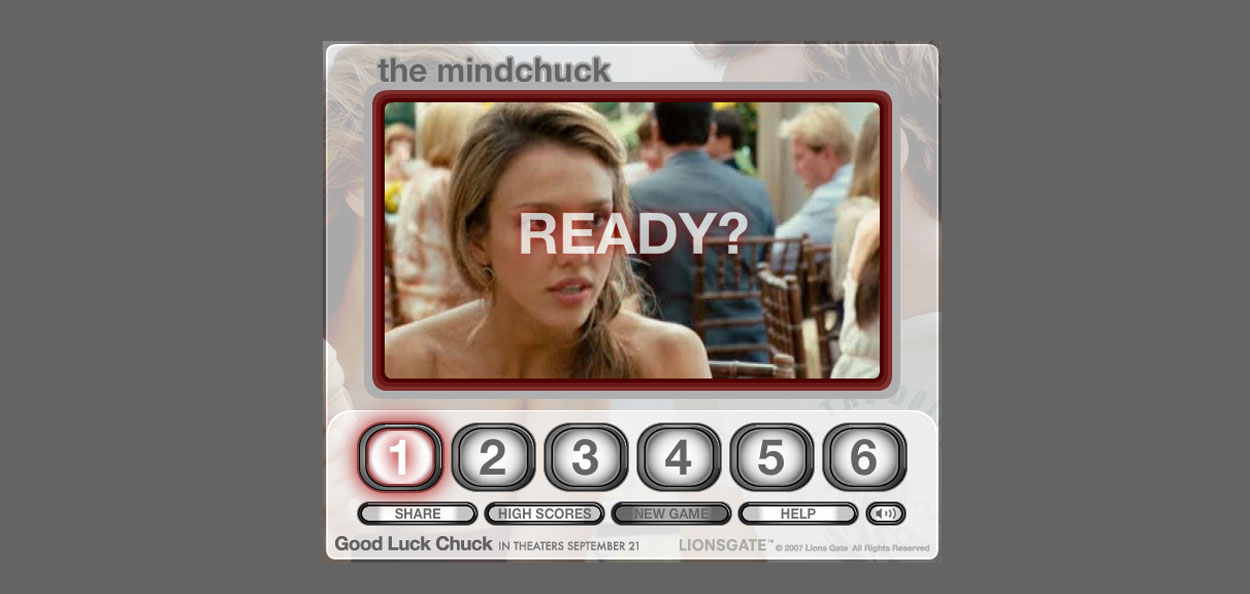 the mindchuck
READY?
1 2 3 4 5 6
SHARE HIGH SCORES NEW GAME HELP
Good Luck Chuck IN THEATERS SEPTEMBER 21 LIONSGATE™ © 2007 Lions Gate All Rights Reserved